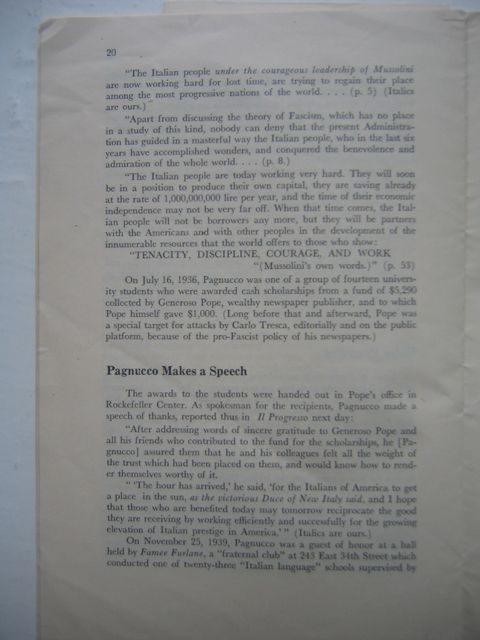 20
"The Italian people under the courageous leadership of Mussolini
are now working hard for lost time, are trying to regain their place
among the most progressive nations of the world. . . . (p. 5) (Italics
are ours.)
"Apart from discussing the theory of Fascism, which has no place
in a study of this kind, nobody can deny that the present Administra-
tion has guided in a masterful way the Italian people, who in the last six
years have accomplished wonders, and conquered the benevolence and
admiration of the whole world. . . . (p. 8.)
"The Italian people are today working very hard. They will soon
be in a position to produce their own capital, they are saving already
at the rate of 1,000,000,000 lire per year, and the time of their economic
independence may not be very far off. When that time comes, the Ital-
ian people will not be borrowers any more, but they will be partners
with the Americans and with other peoples in the development of the
innumerable resources that the world offers to those who show:
"TENACITY, DISCIPLINE, COURAGE, AND WORK
"(Mussolini's own words.)" (p. 53)
On July 16, 1936, Pagnucco was one of a group of fourteen univers-
ity students who were awarded cash scholarships from a fund of $5,250
collected by Generoso Pope, wealthy newspaper publisher, and to which
Pope himself gave $1,000. (Long before that and afterward, Pope was
a special target for attacks by Carlo Tresca, editorially and on the public
platform, because of the pro-Fascist policy of his newspapers.)
Pagnucco Makes a Speech
The awards to the students were handed out in Pope's office in
Rockefeller Center. As spokesman for the recipients, Pagnucco made a
speech of thanks, reported thus in Il Progresso next day:
"After addressing words of sincere gratitude to Generoso Pope and
all his friends who contributed to the fund for the scholarships, he [Pa-
gnucco] assured them that he and his colleagues felt all the weight of
the trust which had been placed on them, and would know how to rend-
er themselves worthy of it.
" 'The hour has arrived,' he said, 'for the Italians of America to get
a place in the sun, as the victorious Duce of New Italy said, and I hope
that those who are benefited today may tomorrow reciprocate the good
they are receiving by working efficiently and successfully for the growing
elevation of Italian prestige in America,' " (Italics are ours.)
On November 25, 1939, Pagnucco was a guest of honor at a ball
held by Famee Furlane, a "fraternal club" at 243 East 34th Street which
conducted one of twenty-three "Italian language" schools supervised by